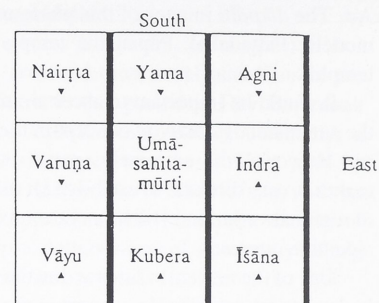 South
Nairṛta Yama Agni
Varuṇa Umā-
sahita-
mūrti Indra East
Vāyu Kubera Īśāna